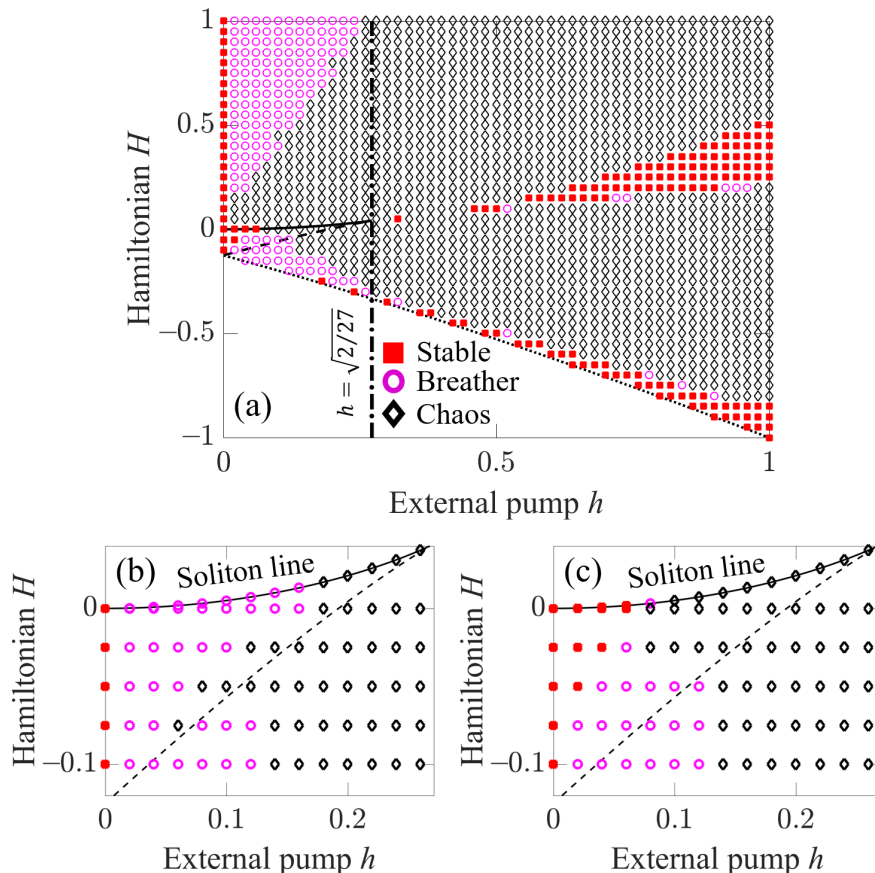 1
0.5
0
−0.5
−1
Hamiltonian H
h = √2/27
Stable
Breather
Chaos
(a)
0 0.5 1
External pump h
(b)
Soliton line
0
−0.1
Hamiltonian H
0 0.1 0.2
External pump h
(c)
Soliton line
0
−0.1
Hamiltonian H
0 0.1 0.2
External pump h